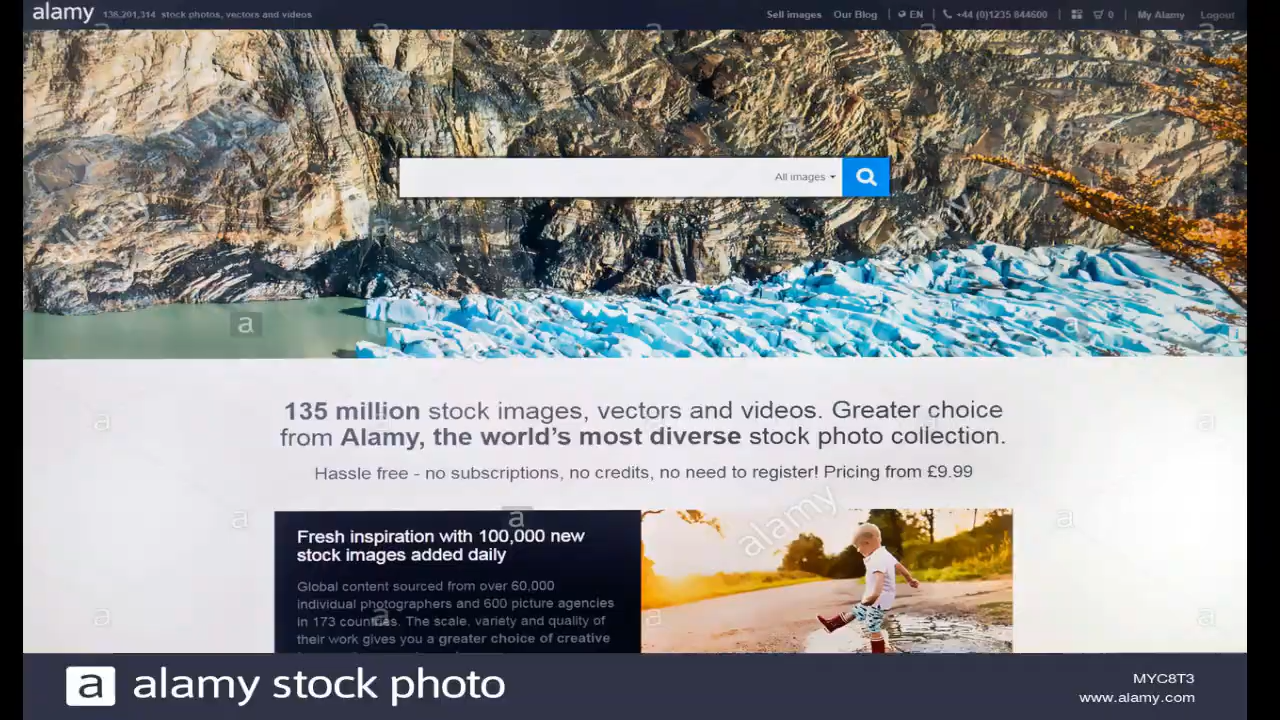 alamy 136,201,314 stock photos, vectors and videos Sell images Our Blog EN +44 (0)1235 844600 0 My Alamy Logout
All images
135 million stock images, vectors and videos. Greater choice
from Alamy, the world's most diverse stock photo collection.
Hassle free - no subscriptions, no credits, no need to register! Pricing from £9.99
Fresh inspiration with 100,000 new
stock images added daily
Global content sourced from over 60,000
individual photographers and 600 picture agencies
in 173 countries. The scale, variety and quality of
their work gives you a greater choice of creative
alamy
alamy
alamy
a alamy stock photo
MYC8T3
www.alamy.com